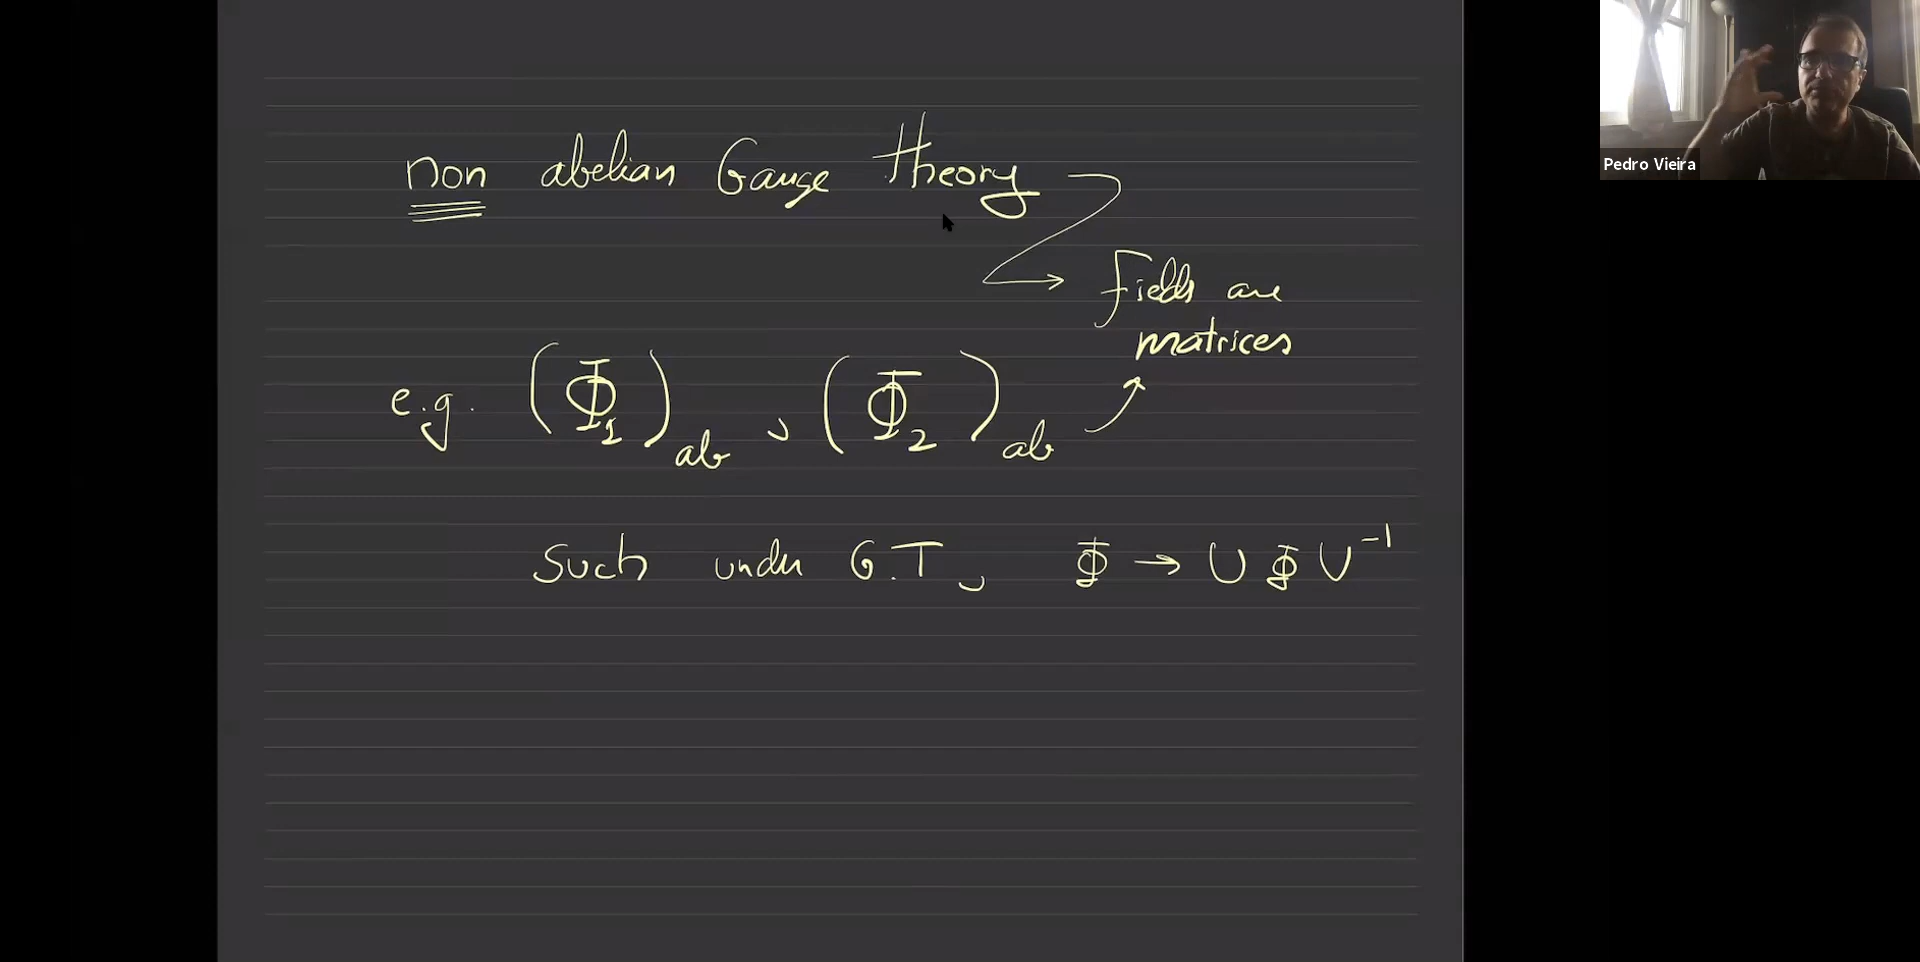 non abelian Gauge theory
Pedro Vieira
fields are
matrices
e.g. (Φ₁)ab , (Φ₂)ab
such under G.T, Φ → U Φ U⁻¹